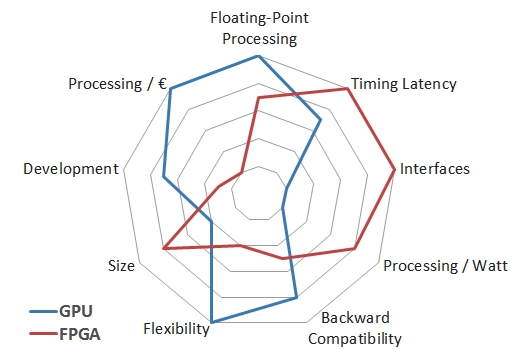 Floating-Point
Processing
Processing / €
Timing Latency
Development
Interfaces
Size
Processing / Watt
Flexibility
Backward
Compatibility
GPU
FPGA